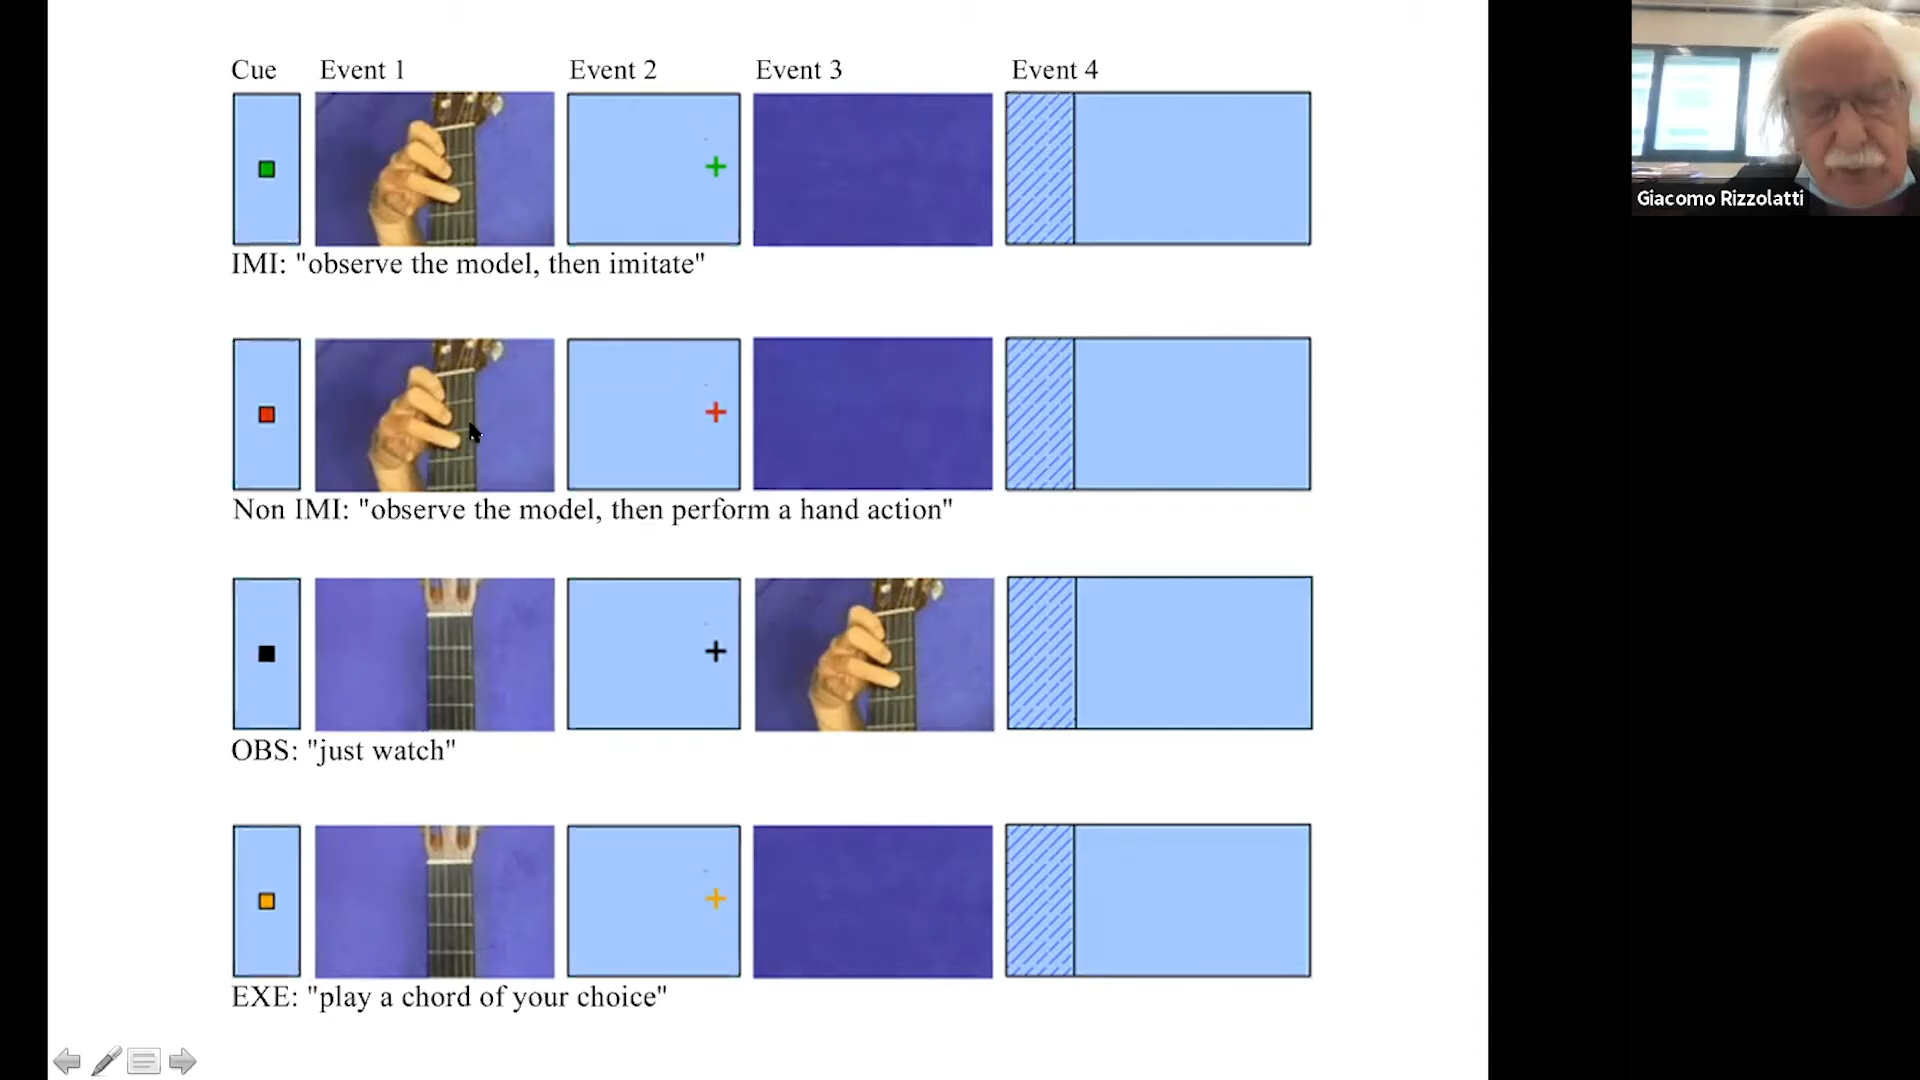 Cue Event 1 Event 2 Event 3 Event 4
IMI: "observe the model, then imitate"
Non IMI: "observe the model, then perform a hand action"
OBS: "just watch"
EXE: "play a chord of your choice"
Giacomo Rizzolatti